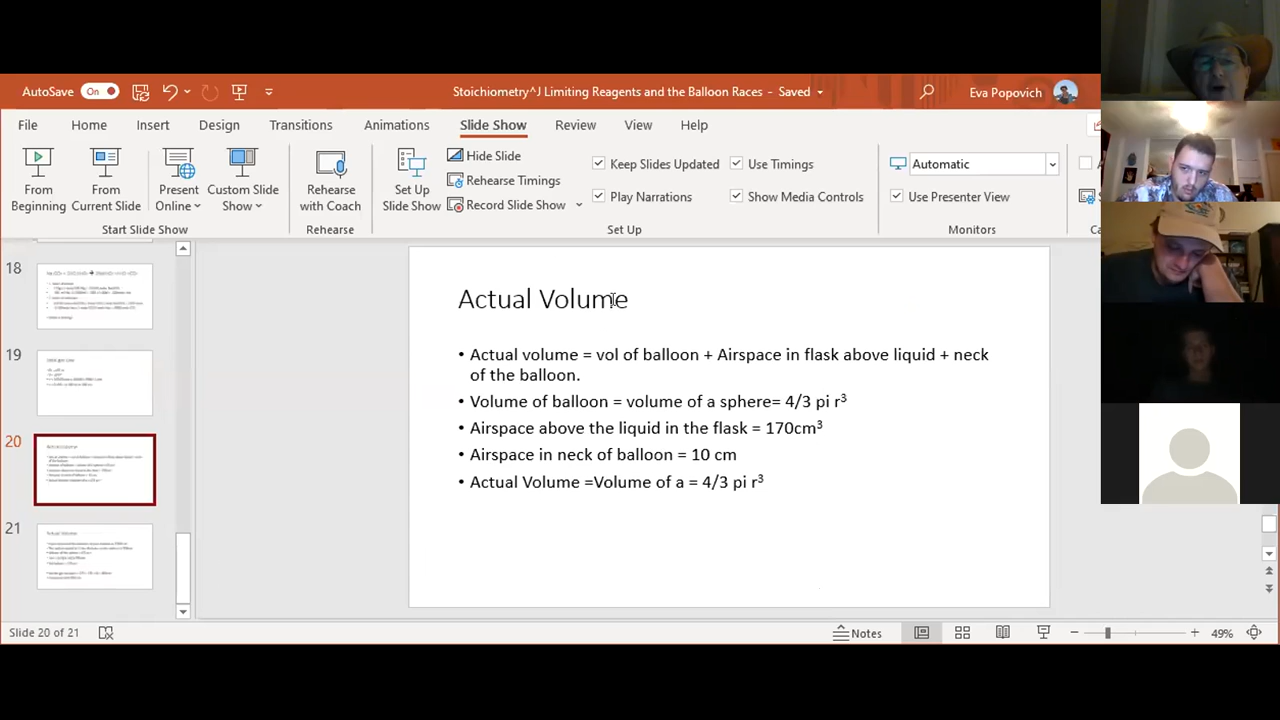 AutoSave On Stoichiometry^J Limiting Reagents and the Balloon Races - Saved Eva Popovich
File Home Insert Design Transitions Animations Slide Show Review View Help
From Beginning
From Current Slide
Present Online
Custom Slide Show
Start Slide Show
Rehearse with Coach
Rehearse
Set Up Slide Show
Hide Slide
Rehearse Timings
Record Slide Show
Keep Slides Updated
Play Narrations
Use Timings
Show Media Controls
Set Up
Automatic
Use Presenter View
Monitors
18
19
20
21
Actual Volume
• Actual volume = vol of balloon + Airspace in flask above liquid + neck
of the balloon.
• Volume of balloon = volume of a sphere= 4/3 pi r³
• Airspace above the liquid in the flask = 170cm³
• Airspace in neck of balloon = 10 cm
• Actual Volume =Volume of a = 4/3 pi r³
Slide 20 of 21 Notes 49%